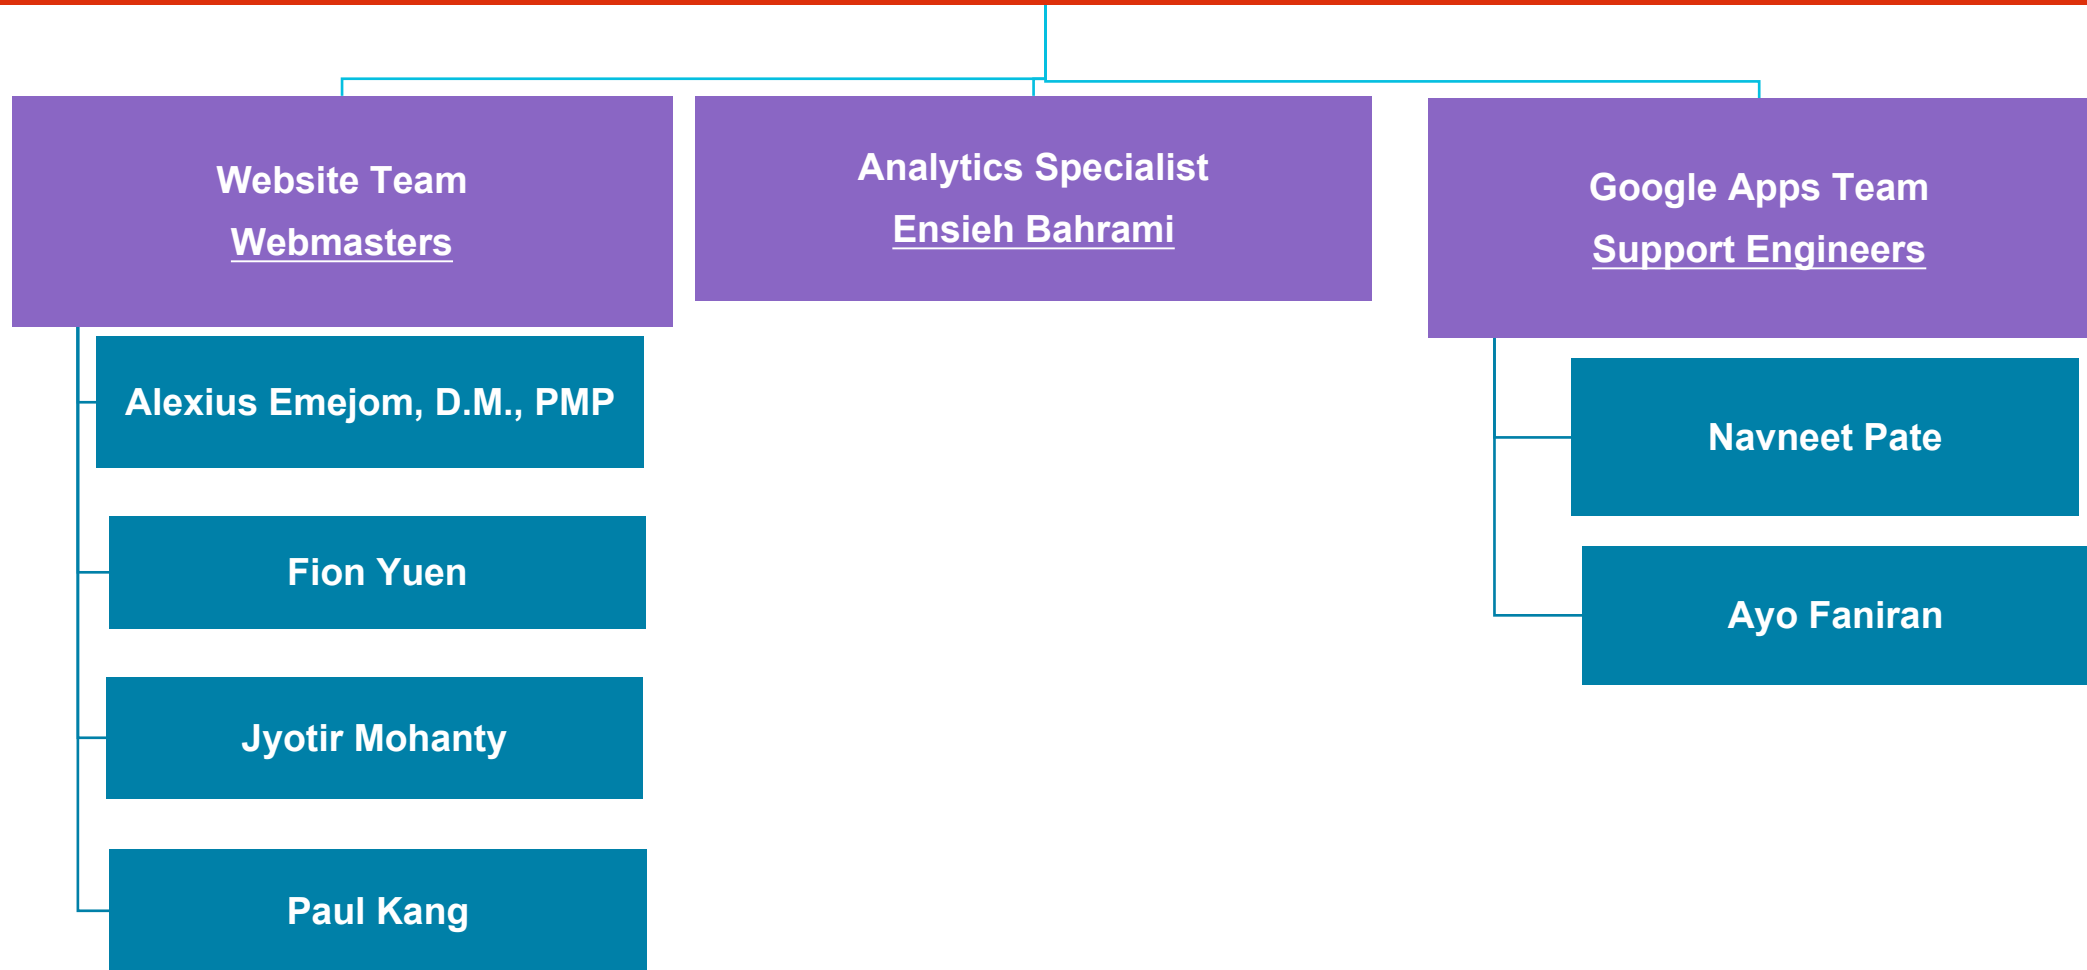 Website Team
Webmasters
Analytics Specialist
Ensieh Bahrami
Google Apps Team
Support Engineers
Alexius Emejom, D.M., PMP
Fion Yuen
Jyotir Mohanty
Paul Kang
Navneet Pate
Ayo Faniran